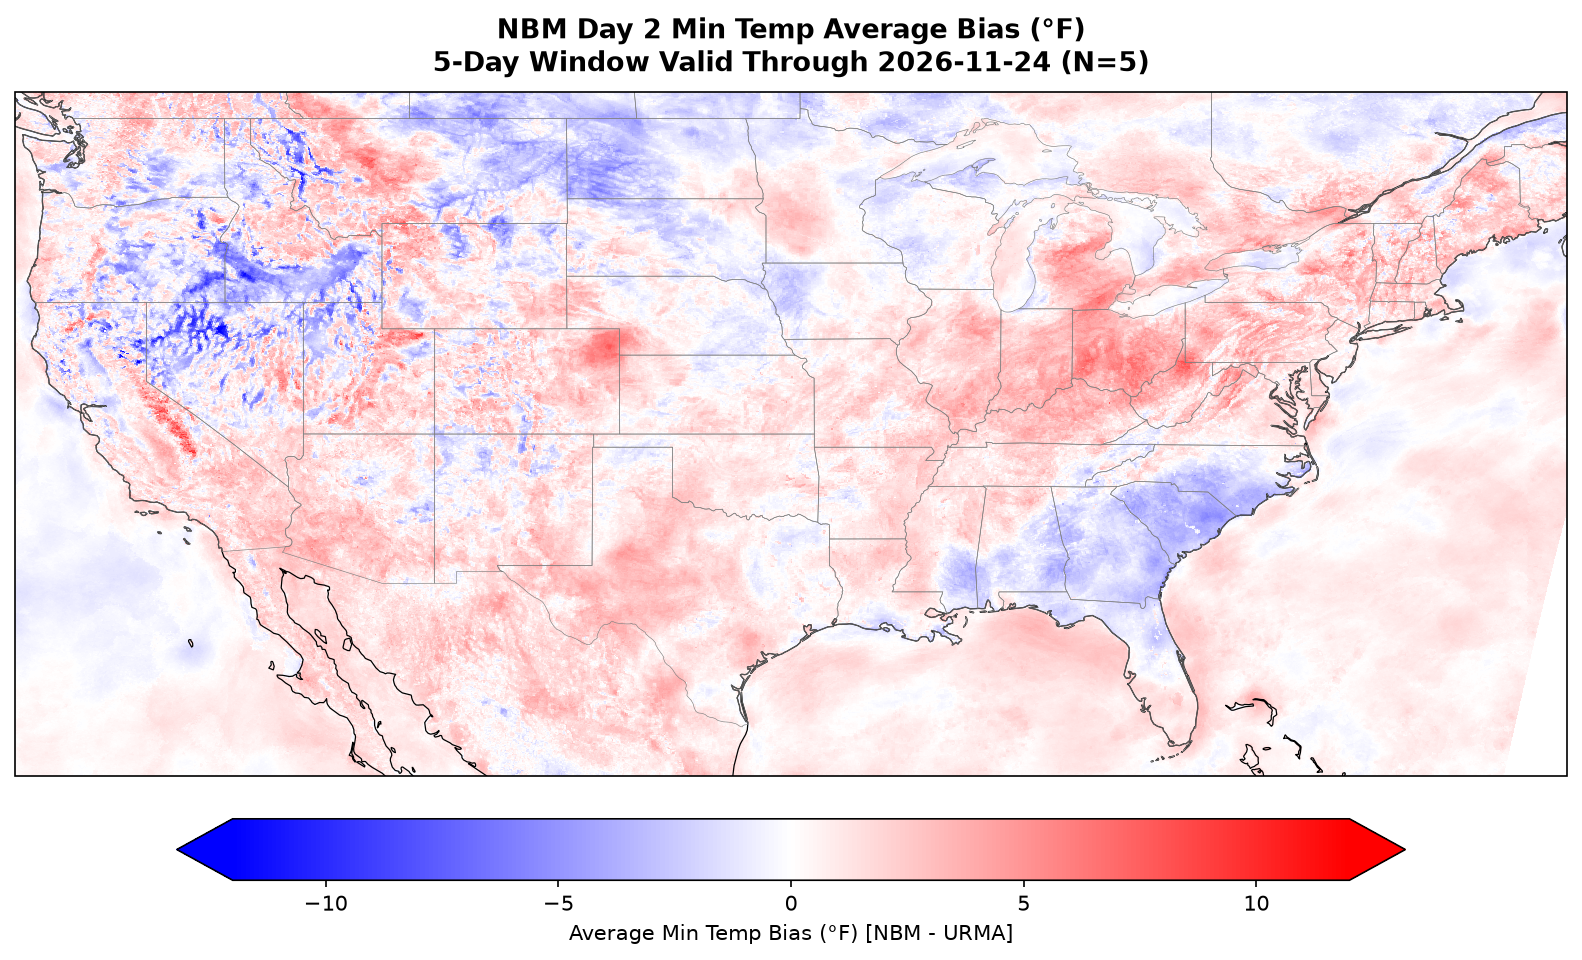 NBM Day 2 Min Temp Average Bias (°F)
5-Day Window Valid Through 2026-11-24 (N=5)
−10 −5 0 5 10
Average Min Temp Bias (°F) [NBM - URMA]